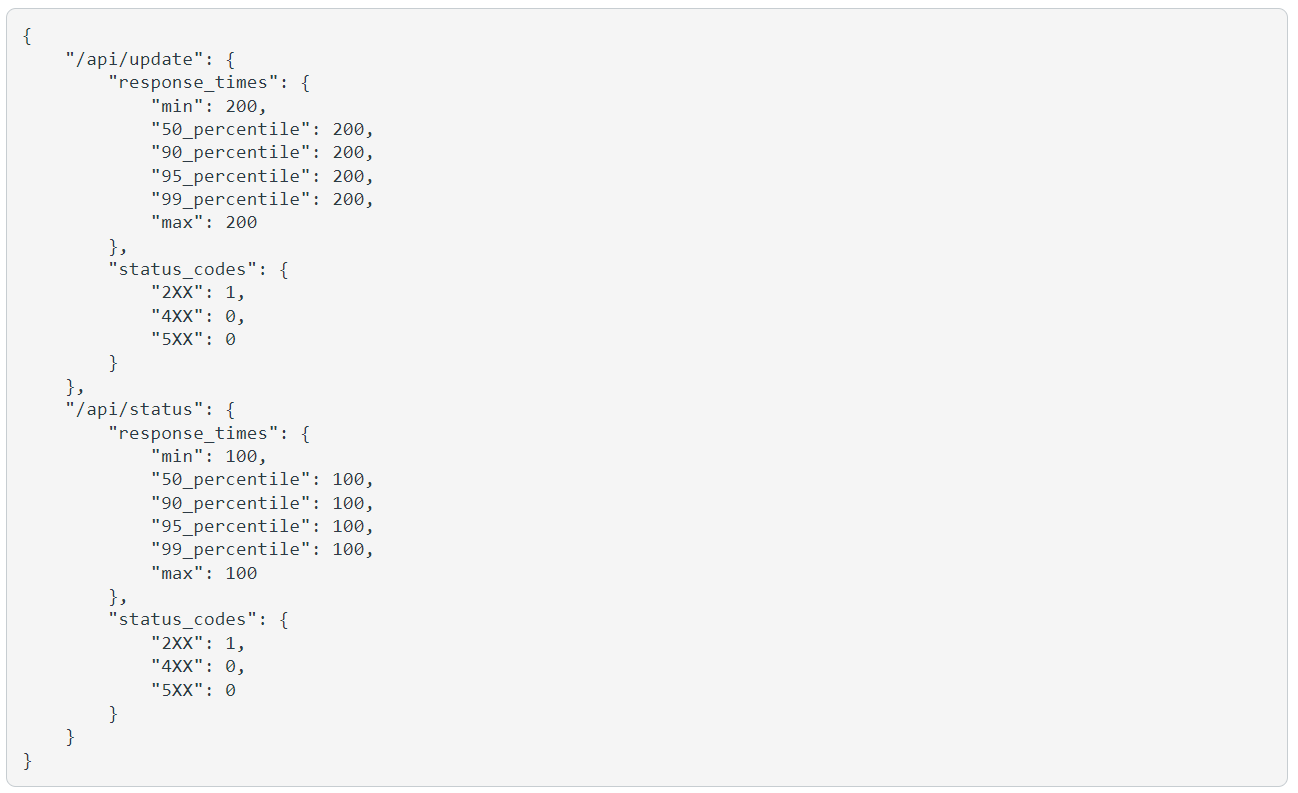 {
    "/api/update": {
        "response_times": {
            "min": 200,
            "50_percentile": 200,
            "90_percentile": 200,
            "95_percentile": 200,
            "99_percentile": 200,
            "max": 200
        },
        "status_codes": {
            "2XX": 1,
            "4XX": 0,
            "5XX": 0
        }
    },
    "/api/status": {
        "response_times": {
            "min": 100,
            "50_percentile": 100,
            "90_percentile": 100,
            "95_percentile": 100,
            "99_percentile": 100,
            "max": 100
        },
        "status_codes": {
            "2XX": 1,
            "4XX": 0,
            "5XX": 0
        }
    }
}